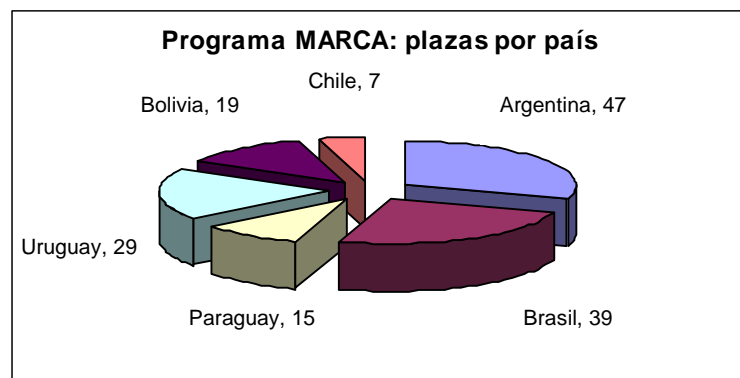 Programa MARCA: plazas por país
Chile, 7
Bolivia, 19
Argentina, 47
Uruguay, 29
Paraguay, 15
Brasil, 39